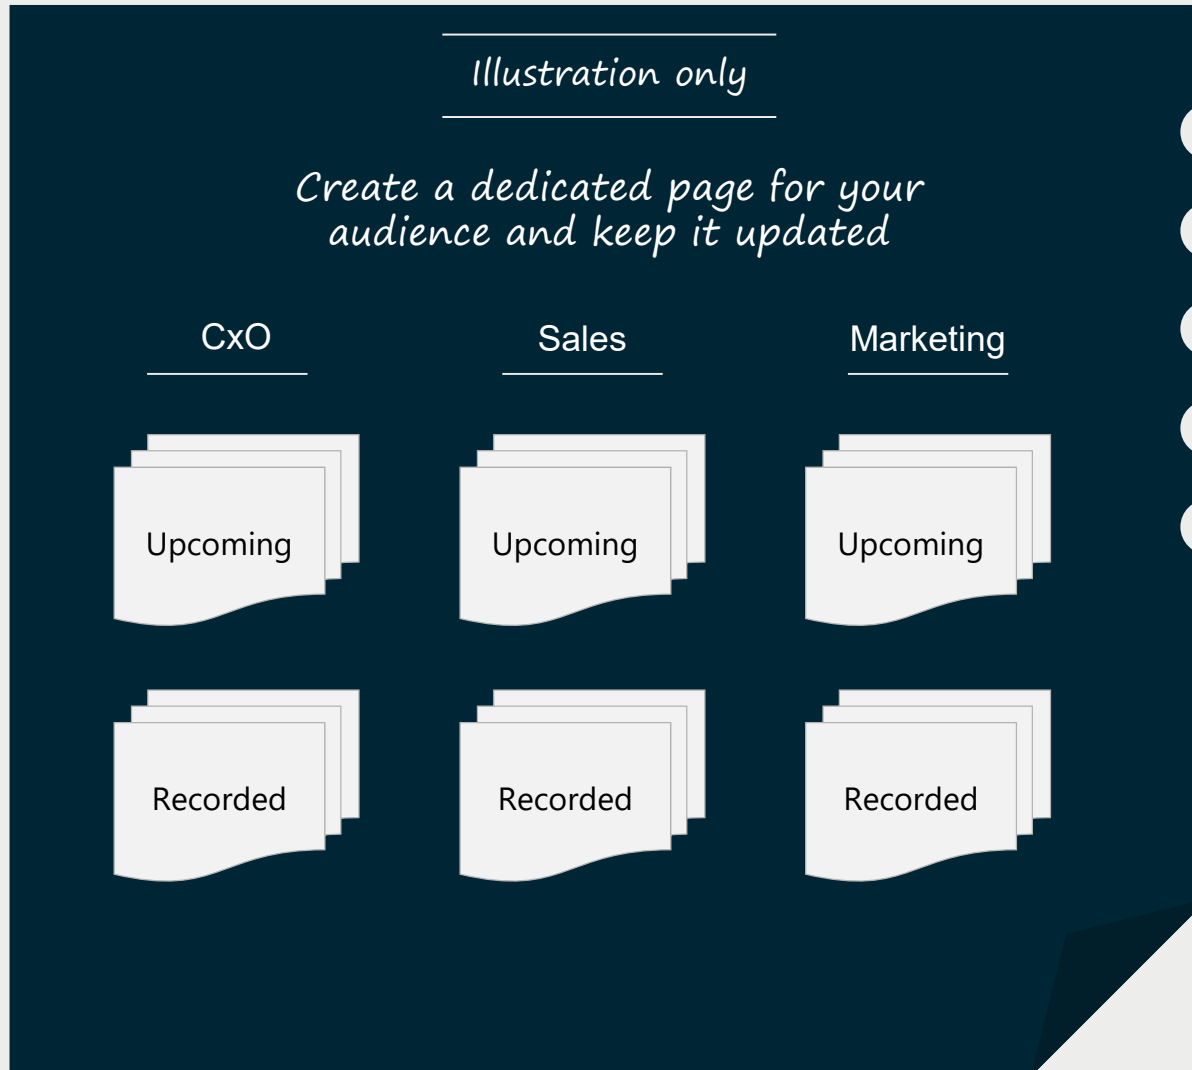 Illustration only
Create a dedicated page for your
audience and keep it updated
CxO
Sales
Marketing
Upcoming
Upcoming
Upcoming
Recorded
Recorded
Recorded